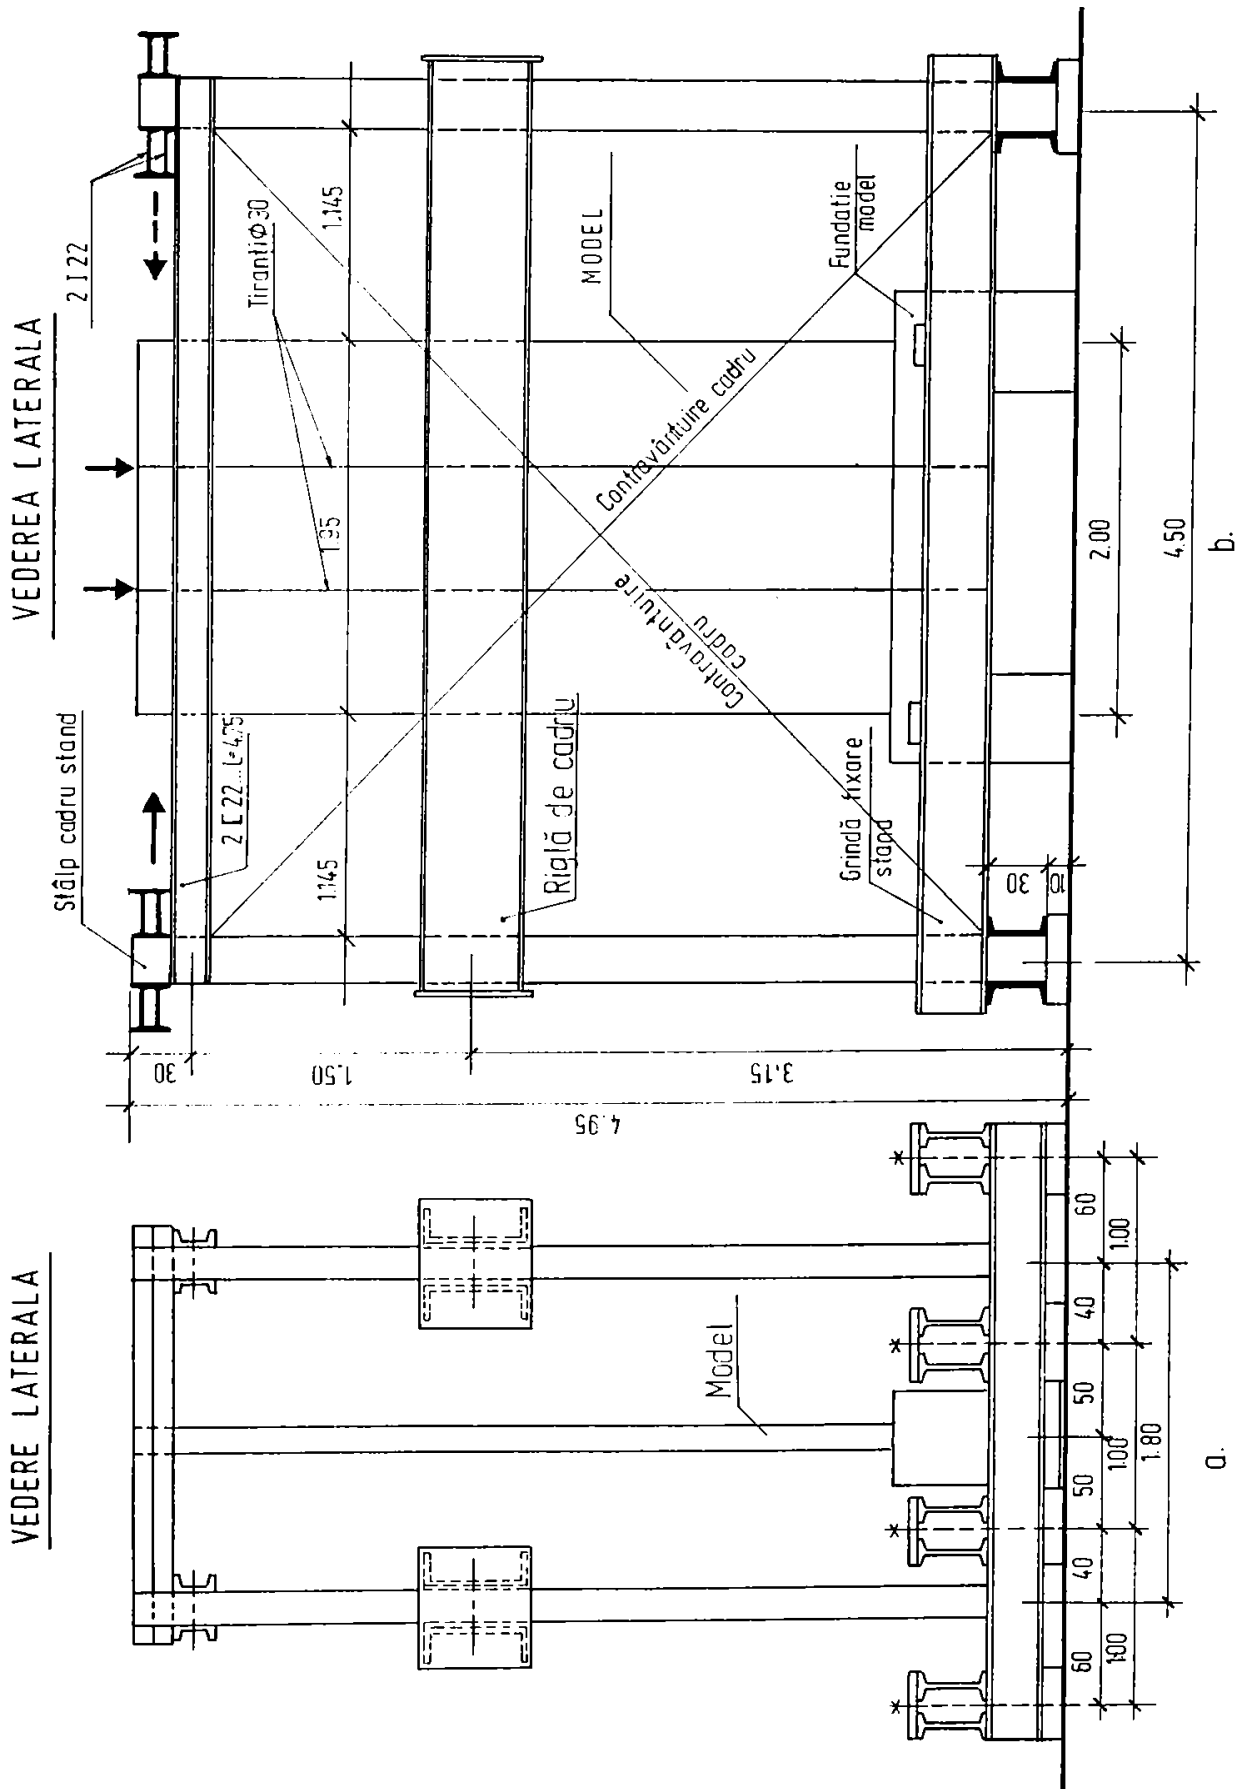 VEDERE LATERALA
Model
60
40
50
50
40
60
1.00
1.00
1.00
1.80
a.
VEDEREA LATERALA
Stâlp cadru stand
2 I 22
2 [ 22...L=4.75
Tiranti Φ30
1.145
1.95
1.145
MODEL
Riglă de cadru
Contravântuire cadru
Contravântuire
cadru
Fundatie
model
Grindă fixare
stand
30
1.50
3.15
4.95
30
10
2.00
4.50
b.